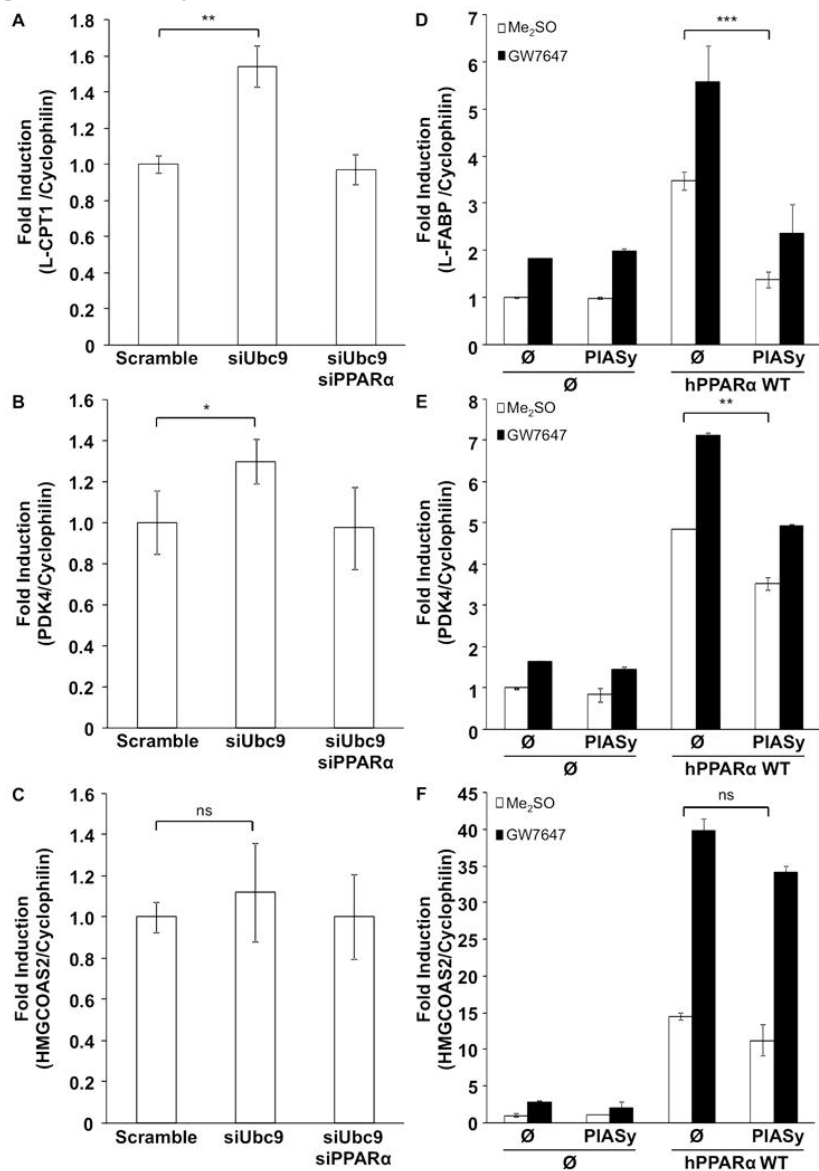 A
**
Fold Induction
(L-CPT1 /Cyclophilin)
1.8
1.6
1.4
1.2
1.0
0.8
0.6
0.4
0.2
0
Scramble siUbc9 siUbc9
siPPARα
B
*
Fold Induction
(PDK4/Cyclophilin)
1.6
1.4
1.2
1.0
0.8
0.6
0.4
0.2
0
Scramble siUbc9 siUbc9
siPPARα
C
ns
Fold Induction
(HMGCOAS2/Cyclophilin)
1.6
1.4
1.2
1.0
0.8
0.6
0.4
0.2
0
Scramble siUbc9 siUbc9
siPPARα
D
Me₂SO
GW7647
***
Fold Induction
(L-FABP /Cyclophilin)
7
6
5
4
3
2
1
0
Ø PIASy Ø PIASy
Ø hPPARα WT
E
Me₂SO
GW7647
**
Fold Induction
(PDK4/Cyclophilin)
8
7
6
5
4
3
2
1
0
Ø PIASy Ø PIASy
Ø hPPARα WT
F
Me₂SO
GW7647
ns
Fold Induction
(HMGCOAS2/Cyclophilin)
45
40
35
30
25
20
15
10
5
0
Ø PIASy Ø PIASy
Ø hPPARα WT